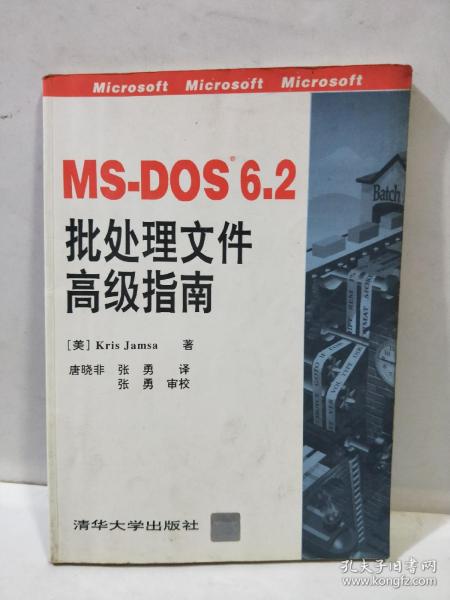 Microsoft Microsoft Microsoft
MS-DOS® 6.2
批处理文件
高级指南
Batch
[美] Kris Jamsa 著
唐晓非 张勇 译
张勇 审校
清华大学出版社
孔夫子旧书网
www.kongfz.com